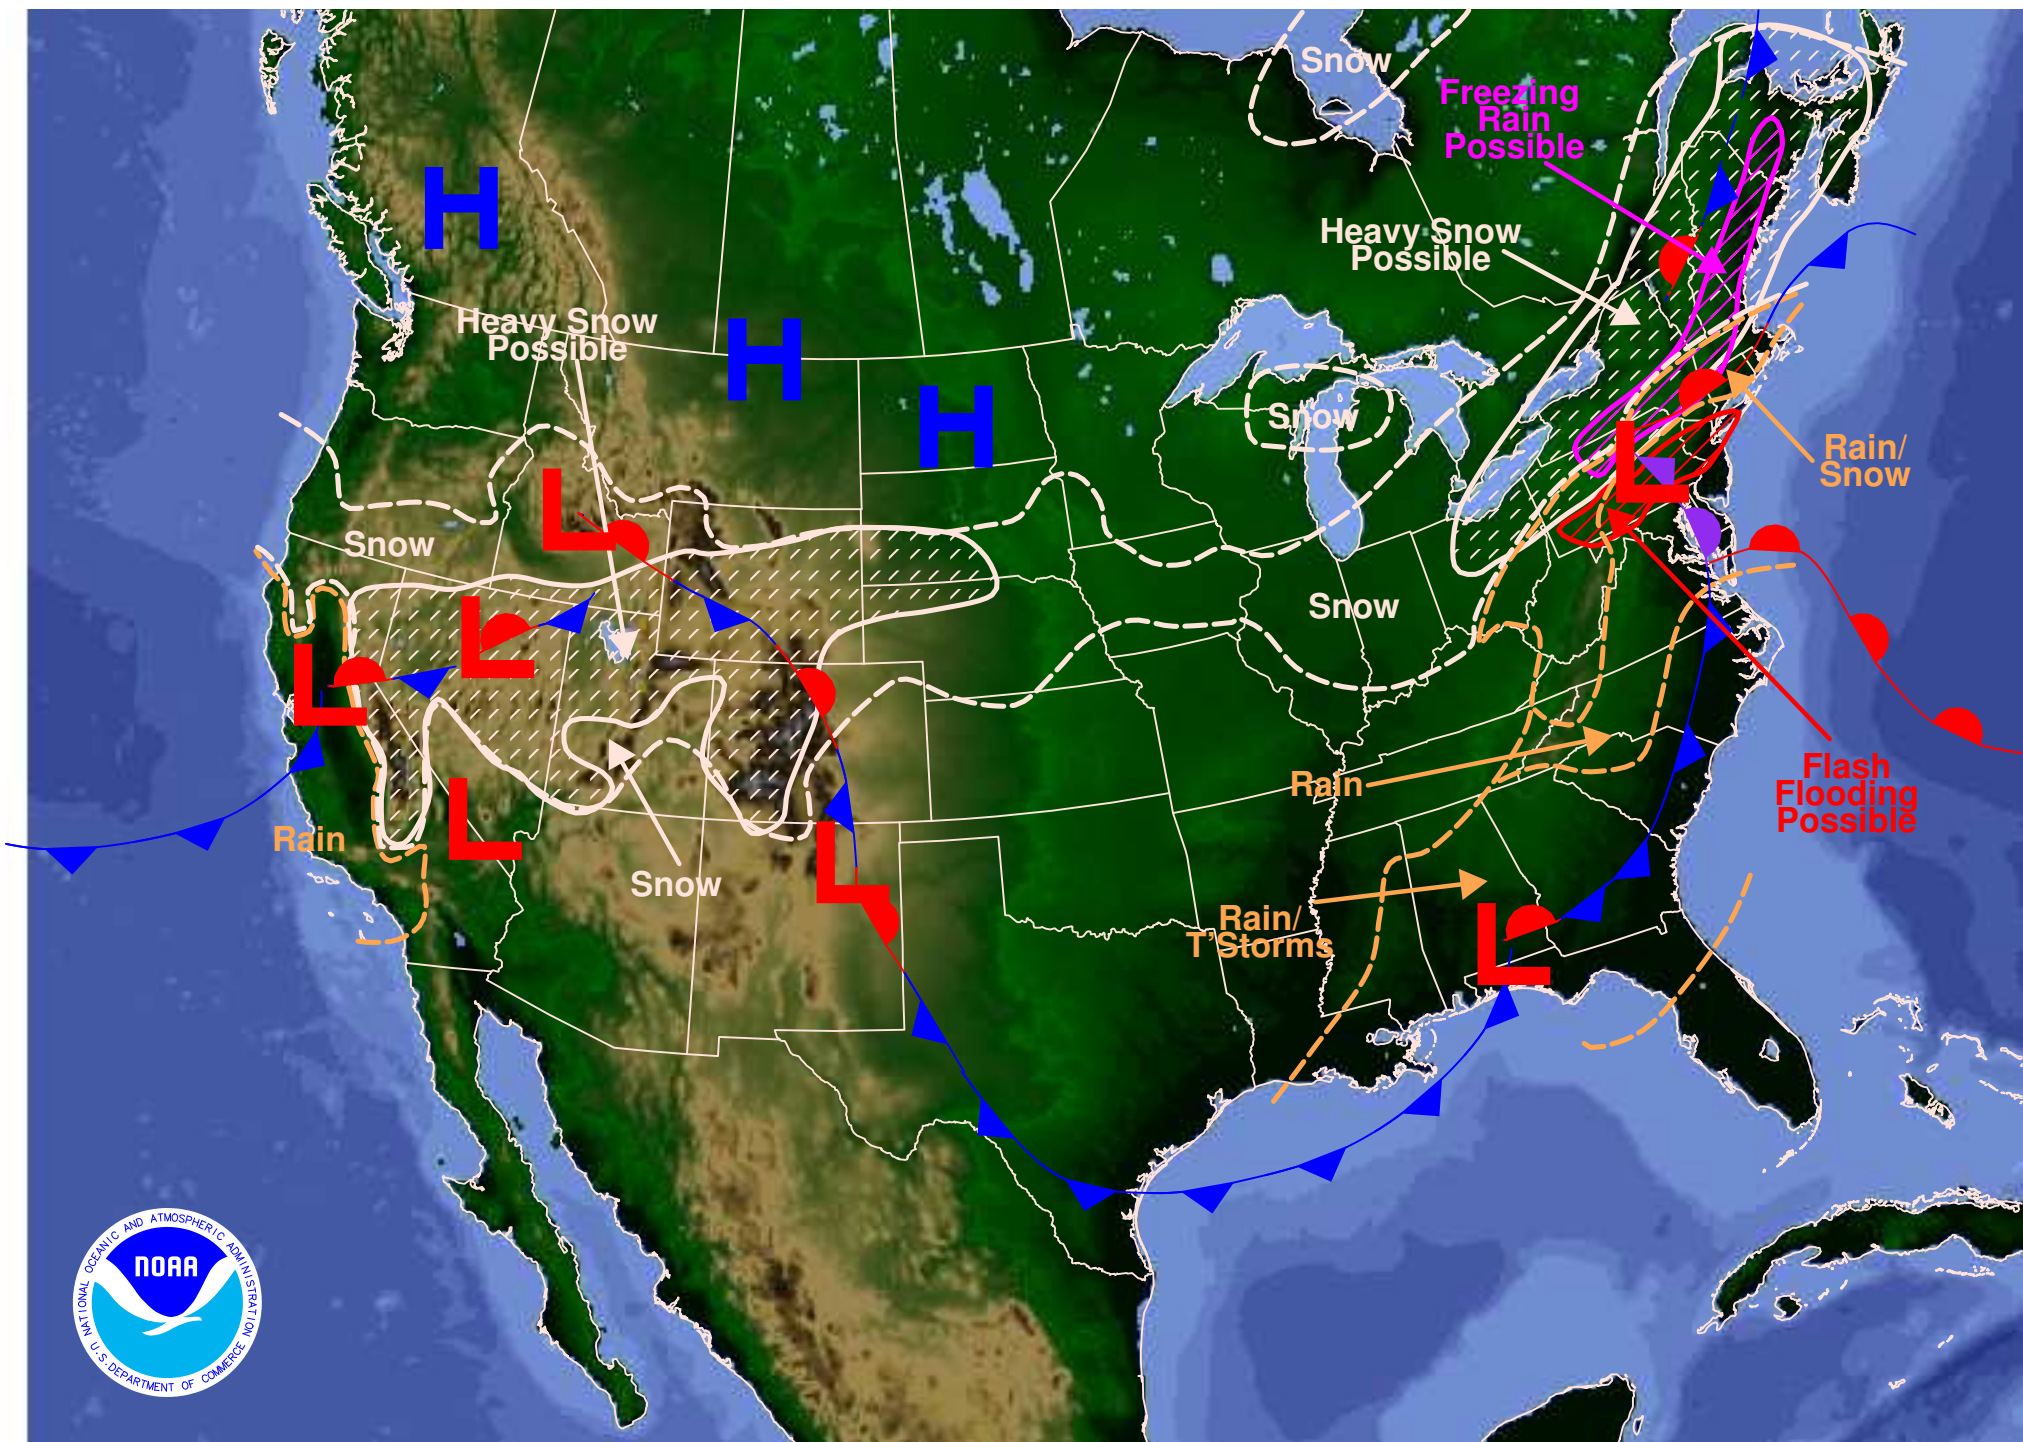 Snow
Freezing
Rain
Possible
Heavy Snow
Possible
H
Heavy Snow
Possible
H
H
Snow
Rain/
Snow
L
L
Snow
L
Snow
L
Rain
L
Snow
L
Rain
Flash
Flooding
Possible
Rain/
T'Storms
L
NATIONAL OCEANIC AND ATMOSPHERIC ADMINISTRATION
NOAA
U.S. DEPARTMENT OF COMMERCE